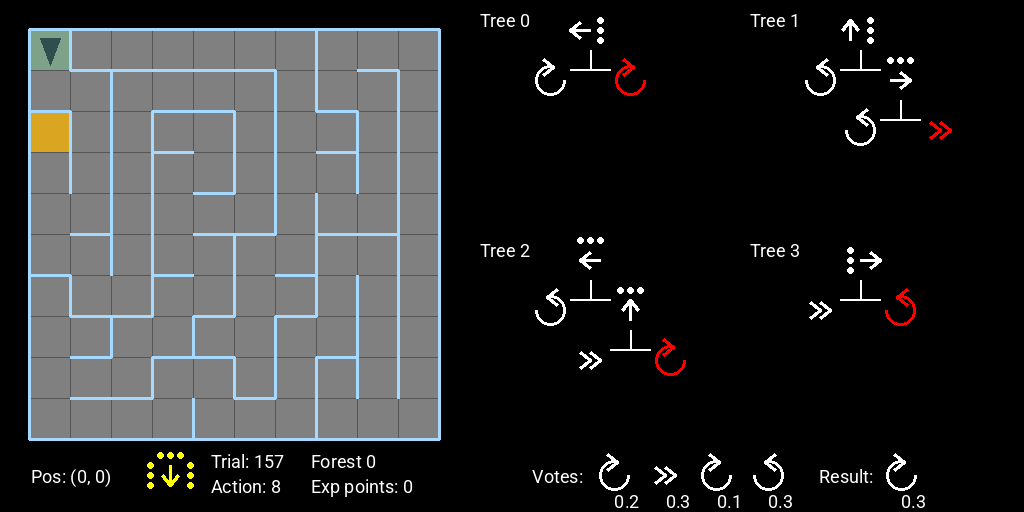 Tree 0
Tree 1
Tree 2
Tree 3
Pos: (0, 0)
Trial: 157
Action: 8
Forest 0
Exp points: 0
Votes:
0.2
0.3
0.1
0.3
Result:
0.3